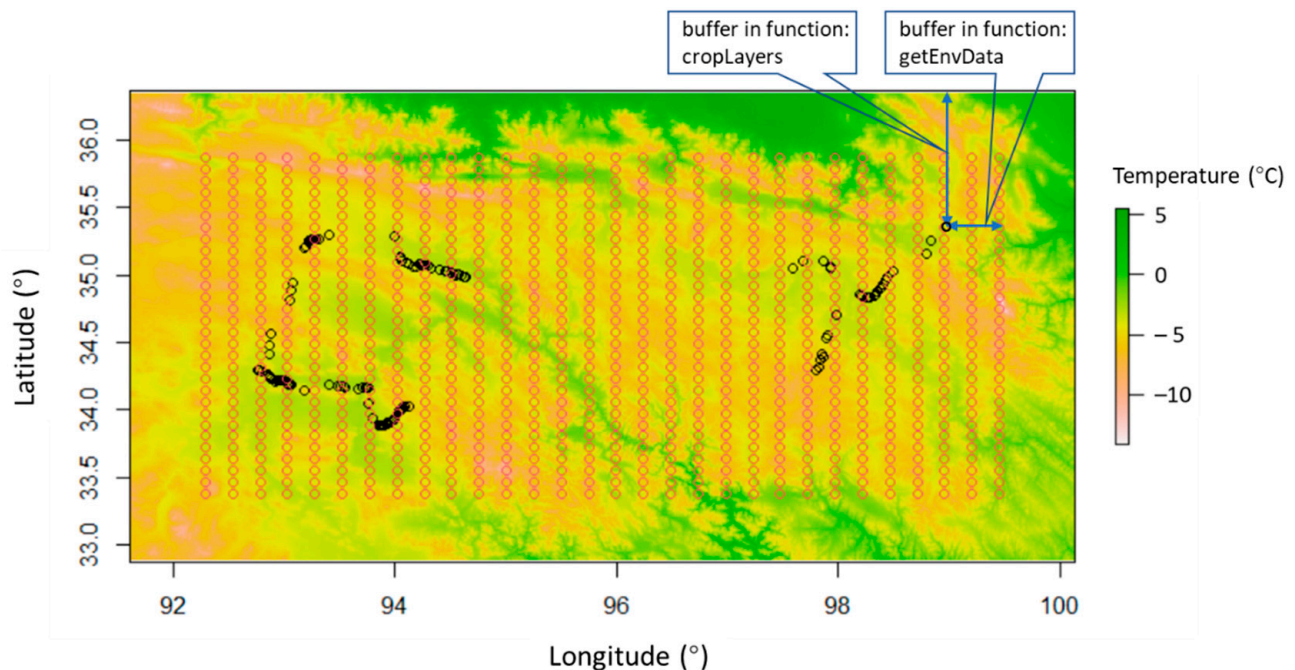 buffer in function:
cropLayers
buffer in function:
getEnvData
Temperature (°C)
5
0
−5
−10
Latitude (°)
36.0
35.5
35.0
34.5
34.0
33.5
33.0
92
94
96
98
100
Longitude (°)